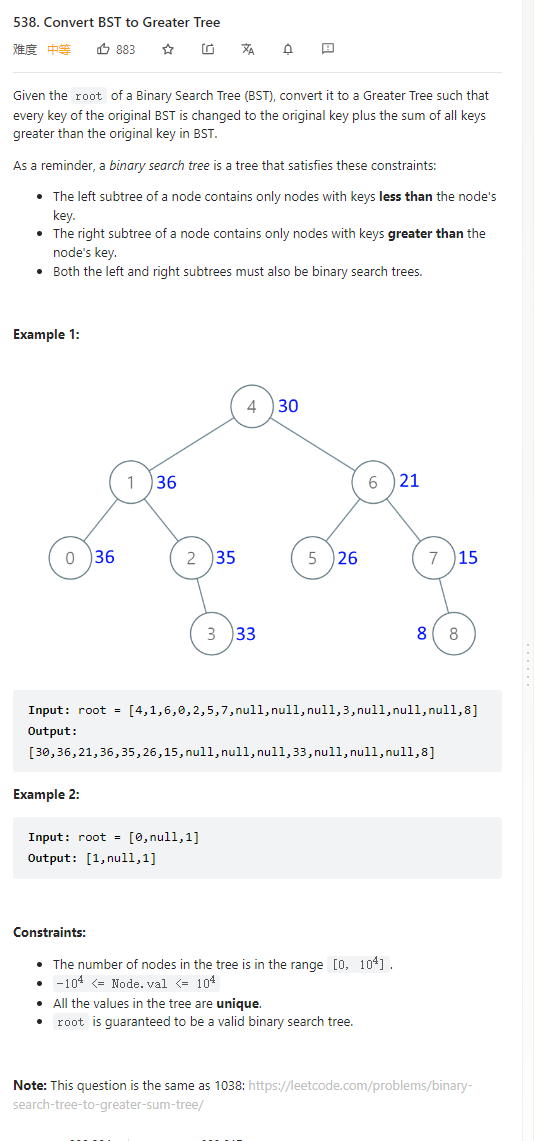 538. Convert BST to Greater Tree
难度 中等 883
Given the root of a Binary Search Tree (BST), convert it to a Greater Tree such that
every key of the original BST is changed to the original key plus the sum of all keys
greater than the original key in BST.
As a reminder, a binary search tree is a tree that satisfies these constraints:
• The left subtree of a node contains only nodes with keys less than the node's
key.
• The right subtree of a node contains only nodes with keys greater than the
node's key.
• Both the left and right subtrees must also be binary search trees.
Example 1:
4 30
1 36 6 21
0 36 2 35 5 26 7 15
3 33 8 8
Input: root = [4,1,6,0,2,5,7,null,null,null,3,null,null,null,8]
Output:
[30,36,21,36,35,26,15,null,null,null,33,null,null,null,8]
Example 2:
Input: root = [0,null,1]
Output: [1,null,1]
Constraints:
• The number of nodes in the tree is in the range [0, 10⁴].
• -10⁴ <= Node.val <= 10⁴
• All the values in the tree are unique.
• root is guaranteed to be a valid binary search tree.
Note: This question is the same as 1038: https://leetcode.com/problems/binary-
search-tree-to-greater-sum-tree/